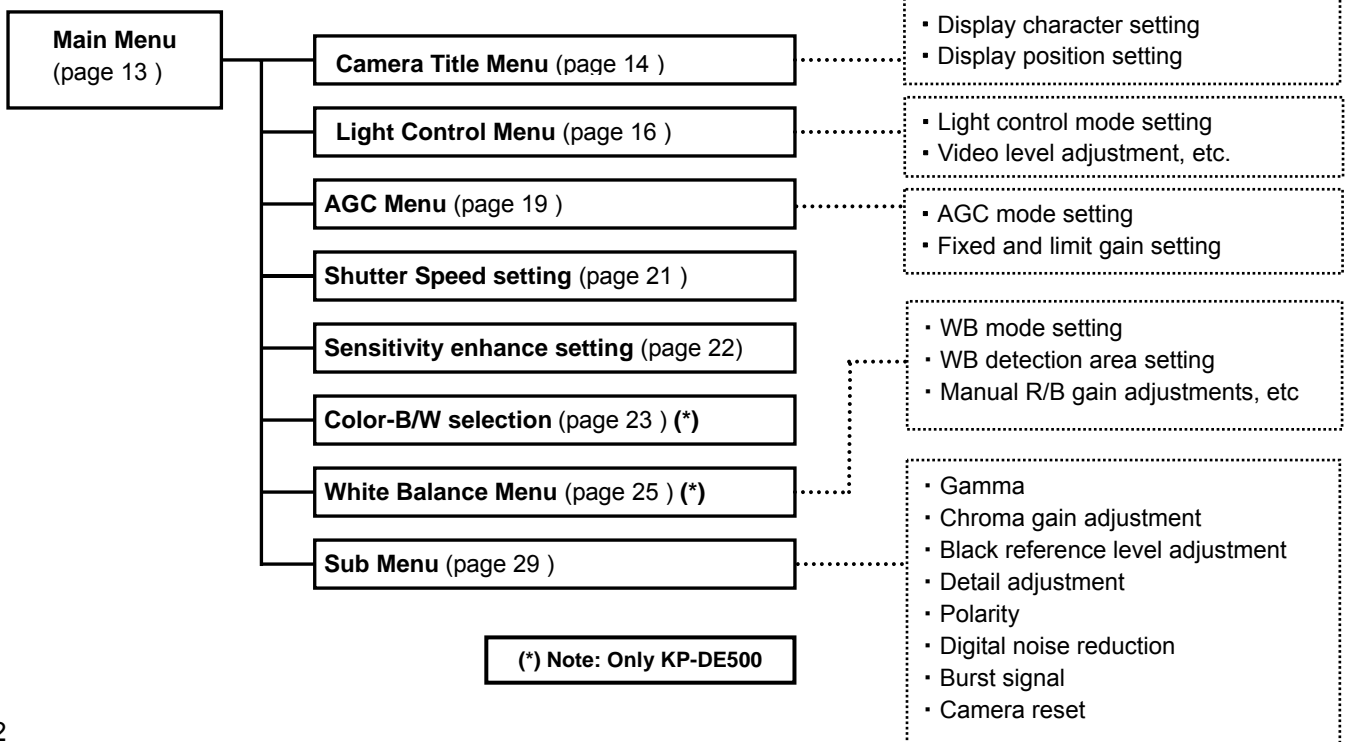 Main Menu
(page 13 )
Camera Title Menu (page 14 )
・Display character setting
・Display position setting
Light Control Menu (page 16 )
・Light control mode setting
・Video level adjustment, etc.
AGC Menu (page 19 )
・AGC mode setting
・Fixed and limit gain setting
Shutter Speed setting (page 21 )
Sensitivity enhance setting (page 22)
Color-B/W selection (page 23 ) (*)
White Balance Menu (page 25 ) (*)
・WB mode setting
・WB detection area setting
・Manual R/B gain adjustments, etc
Sub Menu (page 29 )
・Gamma
・Chroma gain adjustment
・Black reference level adjustment
・Detail adjustment
・Polarity
・Digital noise reduction
・Burst signal
・Camera reset
(*) Note: Only KP-DE500
2